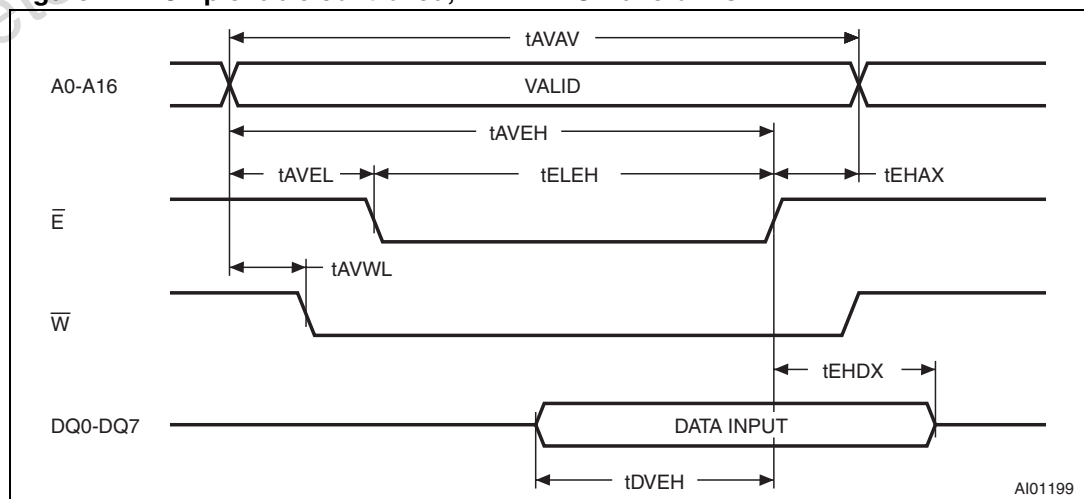 tAVAV
A0-A16
VALID
tAVEH
tAVEL
tELEH
tEHAX
E
tAVWL
W
tEHDX
DQ0-DQ7
DATA INPUT
tDVEH
AI01199